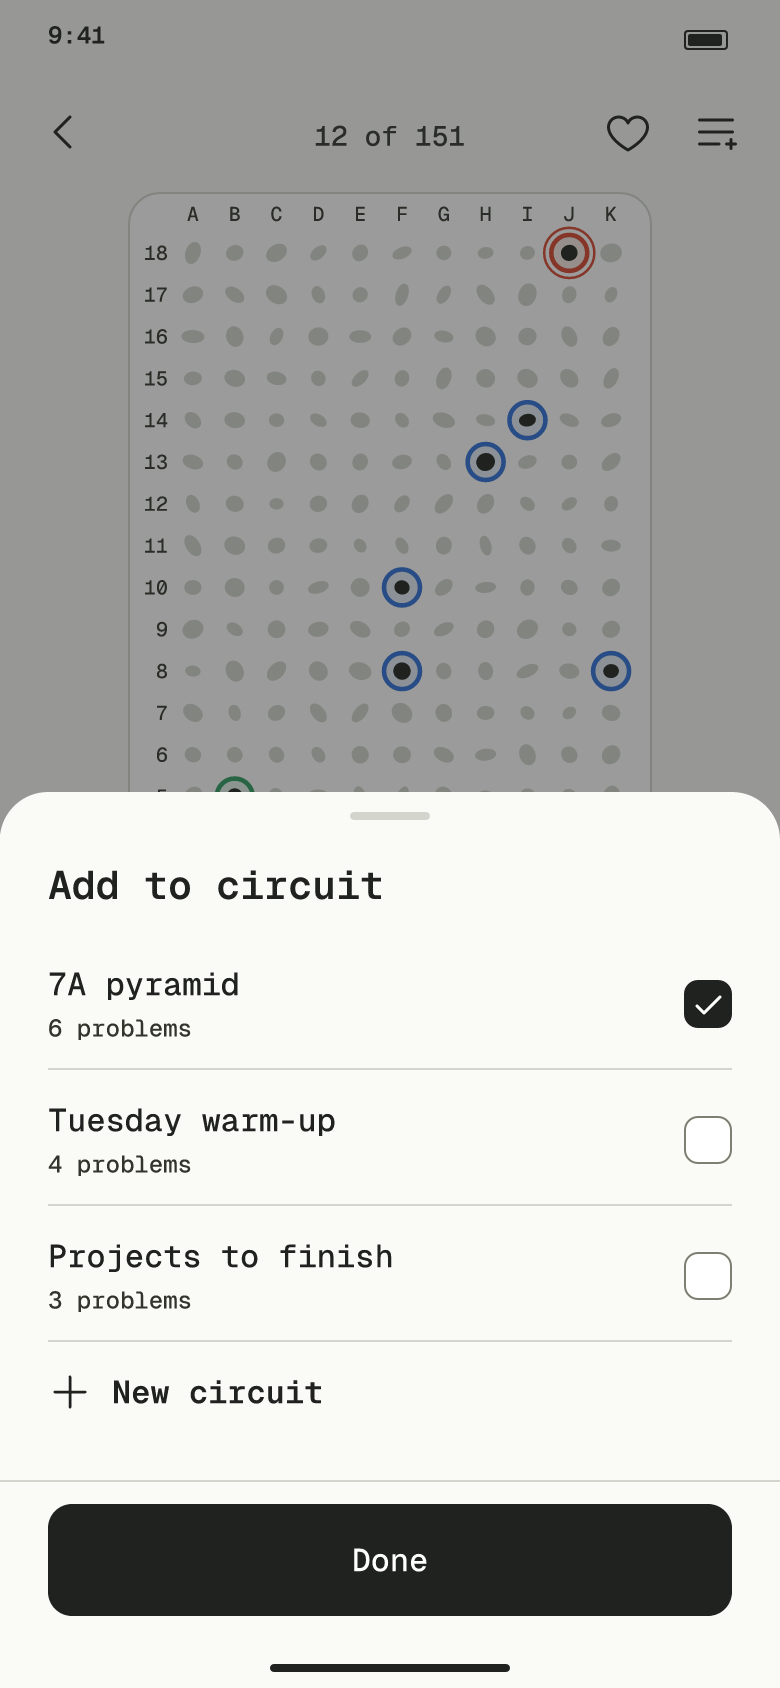 9:41
12 of 151
A B C D E F G H I J K
18
17
16
15
14
13
12
11
10
9
8
7
6
Add to circuit
7A pyramid
6 problems
Tuesday warm-up
4 problems
Projects to finish
3 problems
New circuit
Done